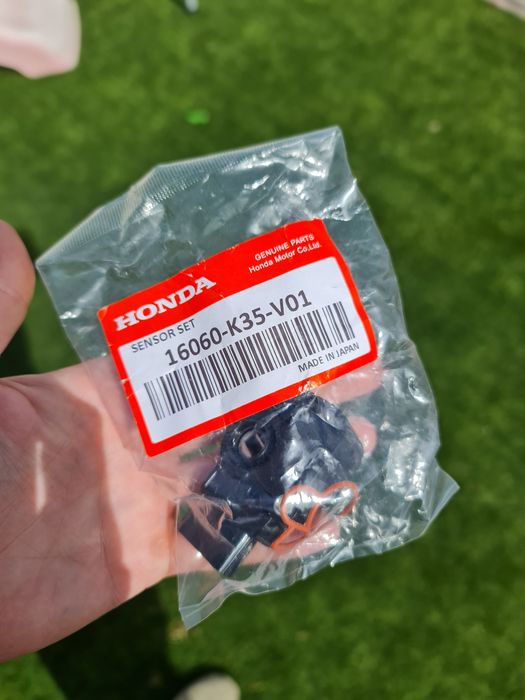 HONDA
GENUINE PARTS
Honda Motor Co,Ltd.
SENSOR SET
16060-K35-V01
MADE IN JAPAN